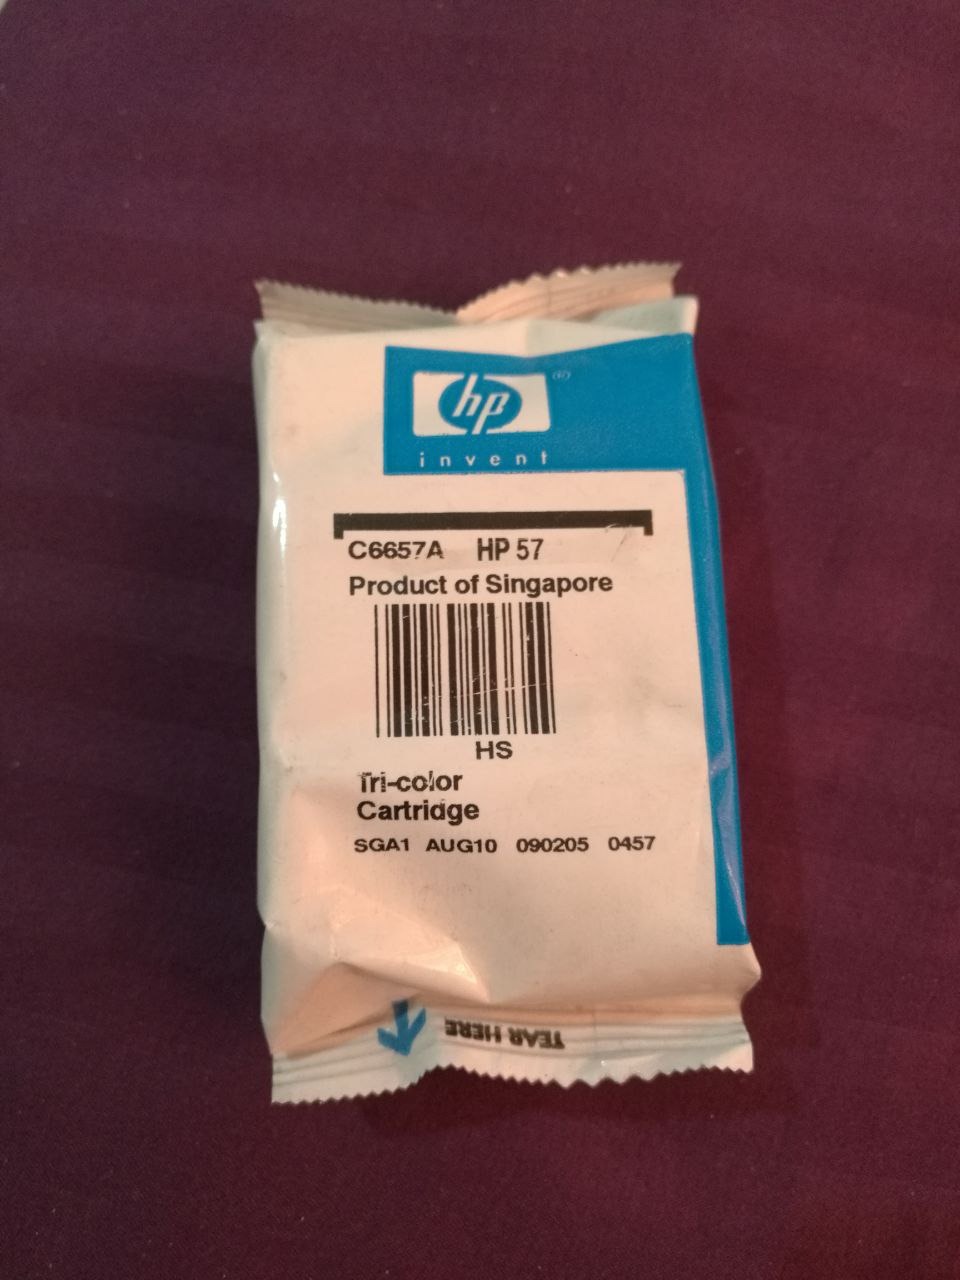 hp®
invent
C6657A HP 57
Product of Singapore
HS
Tri-color
Cartridge
SGA1 AUG10 090205 0457
TEAR HERE